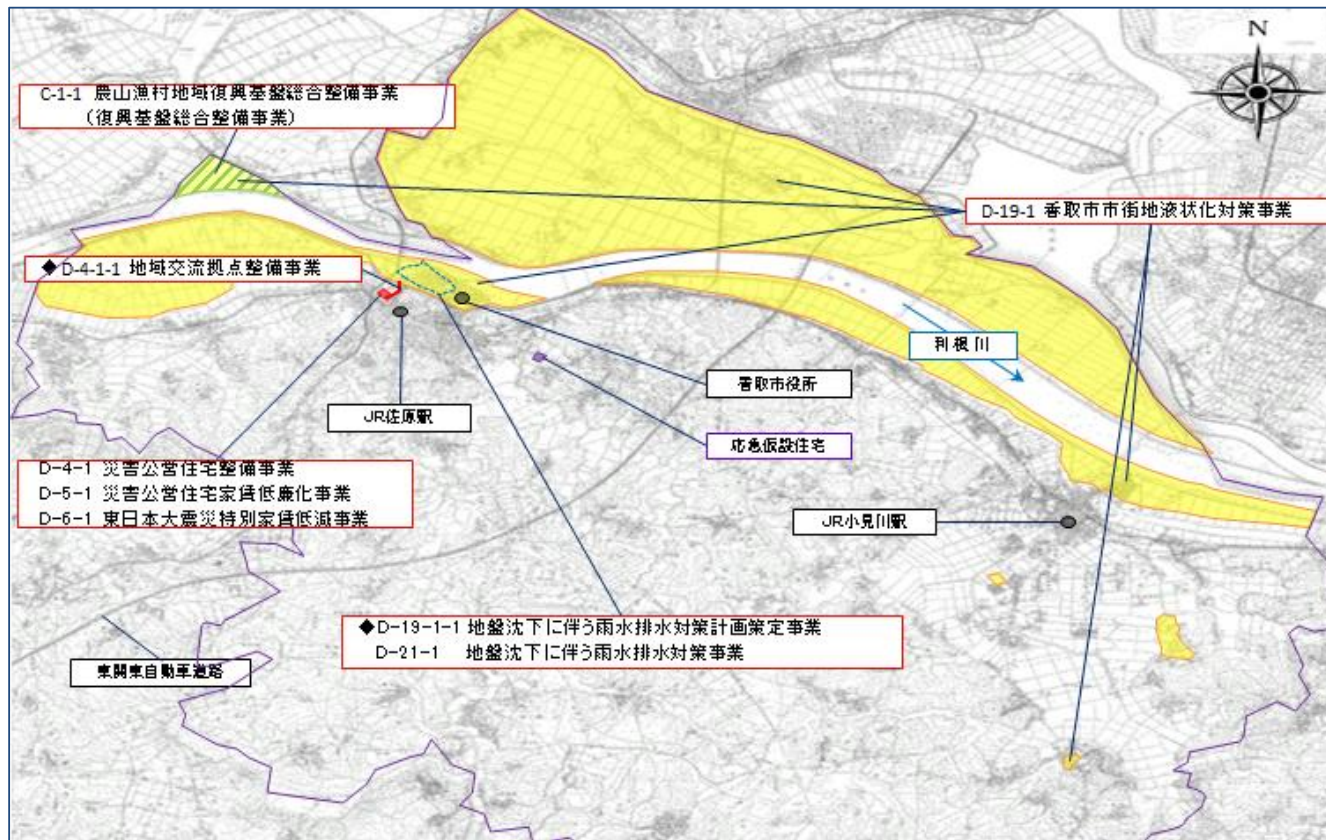 N
C-1-1 農山漁村地域復興基盤総合整備事業
(復興基盤総合整備事業)
D-19-1 香取市市街地液状化対策事業
◆D-4-1-1 地域交流拠点整備事業
利根川
香取市役所
JR佐原駅
応急仮設住宅
D-4-1 災害公営住宅整備事業
D-5-1 災害公営住宅家賃低廉化事業
D-6-1 東日本大震災特別家賃低減事業
JR小見川駅
◆D-19-1-1 地盤沈下に伴う雨水排水対策計画策定事業
D-21-1 地盤沈下に伴う雨水排水対策事業
東関東自動車道路